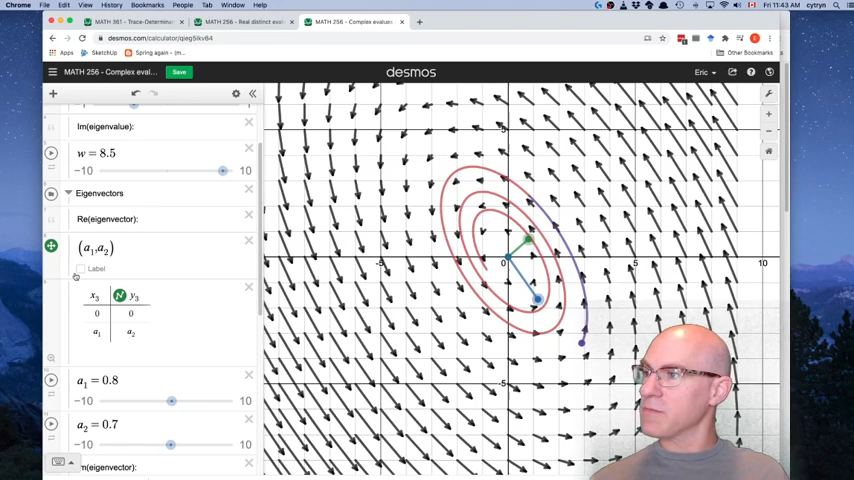 Chrome File Edit View History Bookmarks People Tab Window Help
11:43 AM cytryn
MATH 361 - Trace-Determina
MATH 256 - Real distinct eval
MATH 256 - Complex evalues
desmos.com/calculator/qieg5ikv64
Apps SketchUp Spring again – (m... Other Bookmarks
MATH 256 - Complex eval... Save desmos Eric
-10 10
Im(eigenvalue):
w = 8.5
-10 10
Eigenvectors
Re(eigenvector):
(a₁,a₂)
Label
x₃ y₃
0 0
a₁ a₂
a₁ = 0.8
-10 10
a₂ = 0.7
-10 10
m(eigenvector):
5
-5 0 5 10
-5